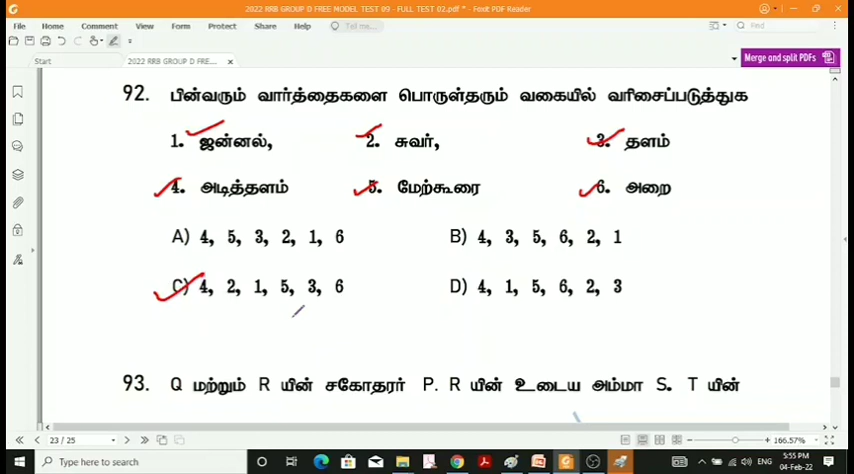 2022 RRB GROUP D FREE MODEL TEST 09 - FULL TEST 02.pdf * - Foxit PDF Reader
File Home Comment View Form Protect Share Help Tell me... Find
Merge and split PDFs
Start 2022 RRB GROUP D FRE... ×
92. பின்வரும் வார்த்தைகளை பொருள்தரும் வகையில் வரிசைப்படுத்துக
1. ஜன்னல், 2. சுவர், 3. தளம்
4. அடித்தளம் 5. மேற்கூரை 6. அறை
A) 4, 5, 3, 2, 1, 6 B) 4, 3, 5, 6, 2, 1
C) 4, 2, 1, 5, 3, 6 D) 4, 1, 5, 6, 2, 3
93. Q மற்றும் R யின் சகோதரர் P. R யின் உடைய அம்மா S. T யின்
23 / 25 166.57%
Type here to search ENG 5:55 PM
04-Feb-22